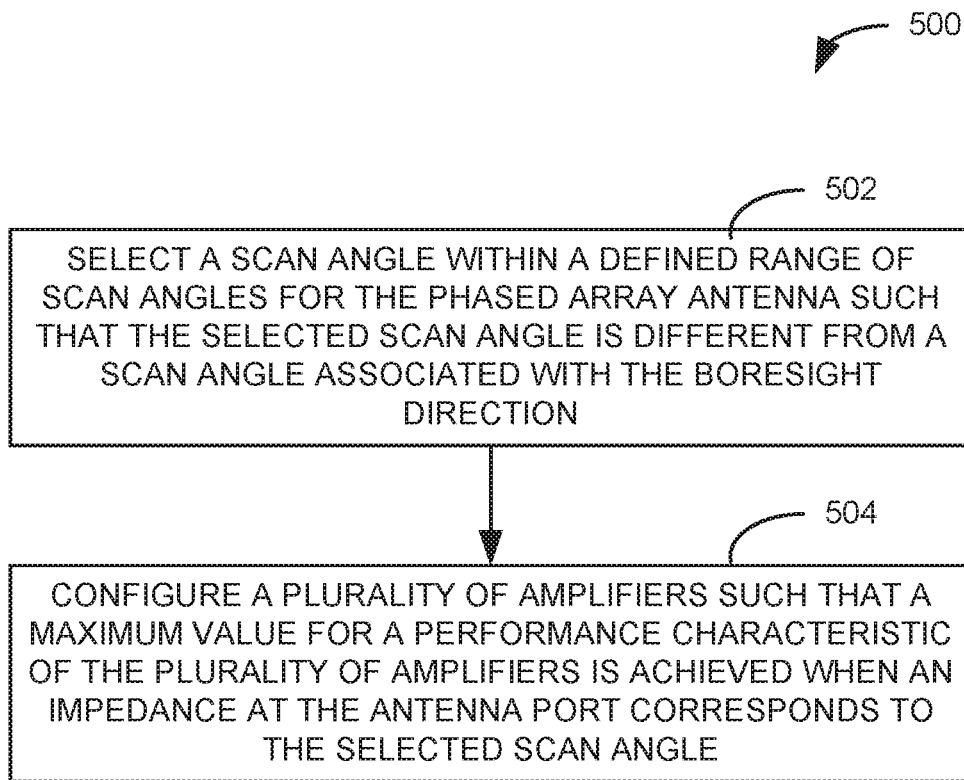 500
502
SELECT A SCAN ANGLE WITHIN A DEFINED RANGE OF
SCAN ANGLES FOR THE PHASED ARRAY ANTENNA SUCH
THAT THE SELECTED SCAN ANGLE IS DIFFERENT FROM A
SCAN ANGLE ASSOCIATED WITH THE BORESIGHT
DIRECTION
504
CONFIGURE A PLURALITY OF AMPLIFIERS SUCH THAT A
MAXIMUM VALUE FOR A PERFORMANCE CHARACTERISTIC
OF THE PLURALITY OF AMPLIFIERS IS ACHIEVED WHEN AN
IMPEDANCE AT THE ANTENNA PORT CORRESPONDS TO
THE SELECTED SCAN ANGLE